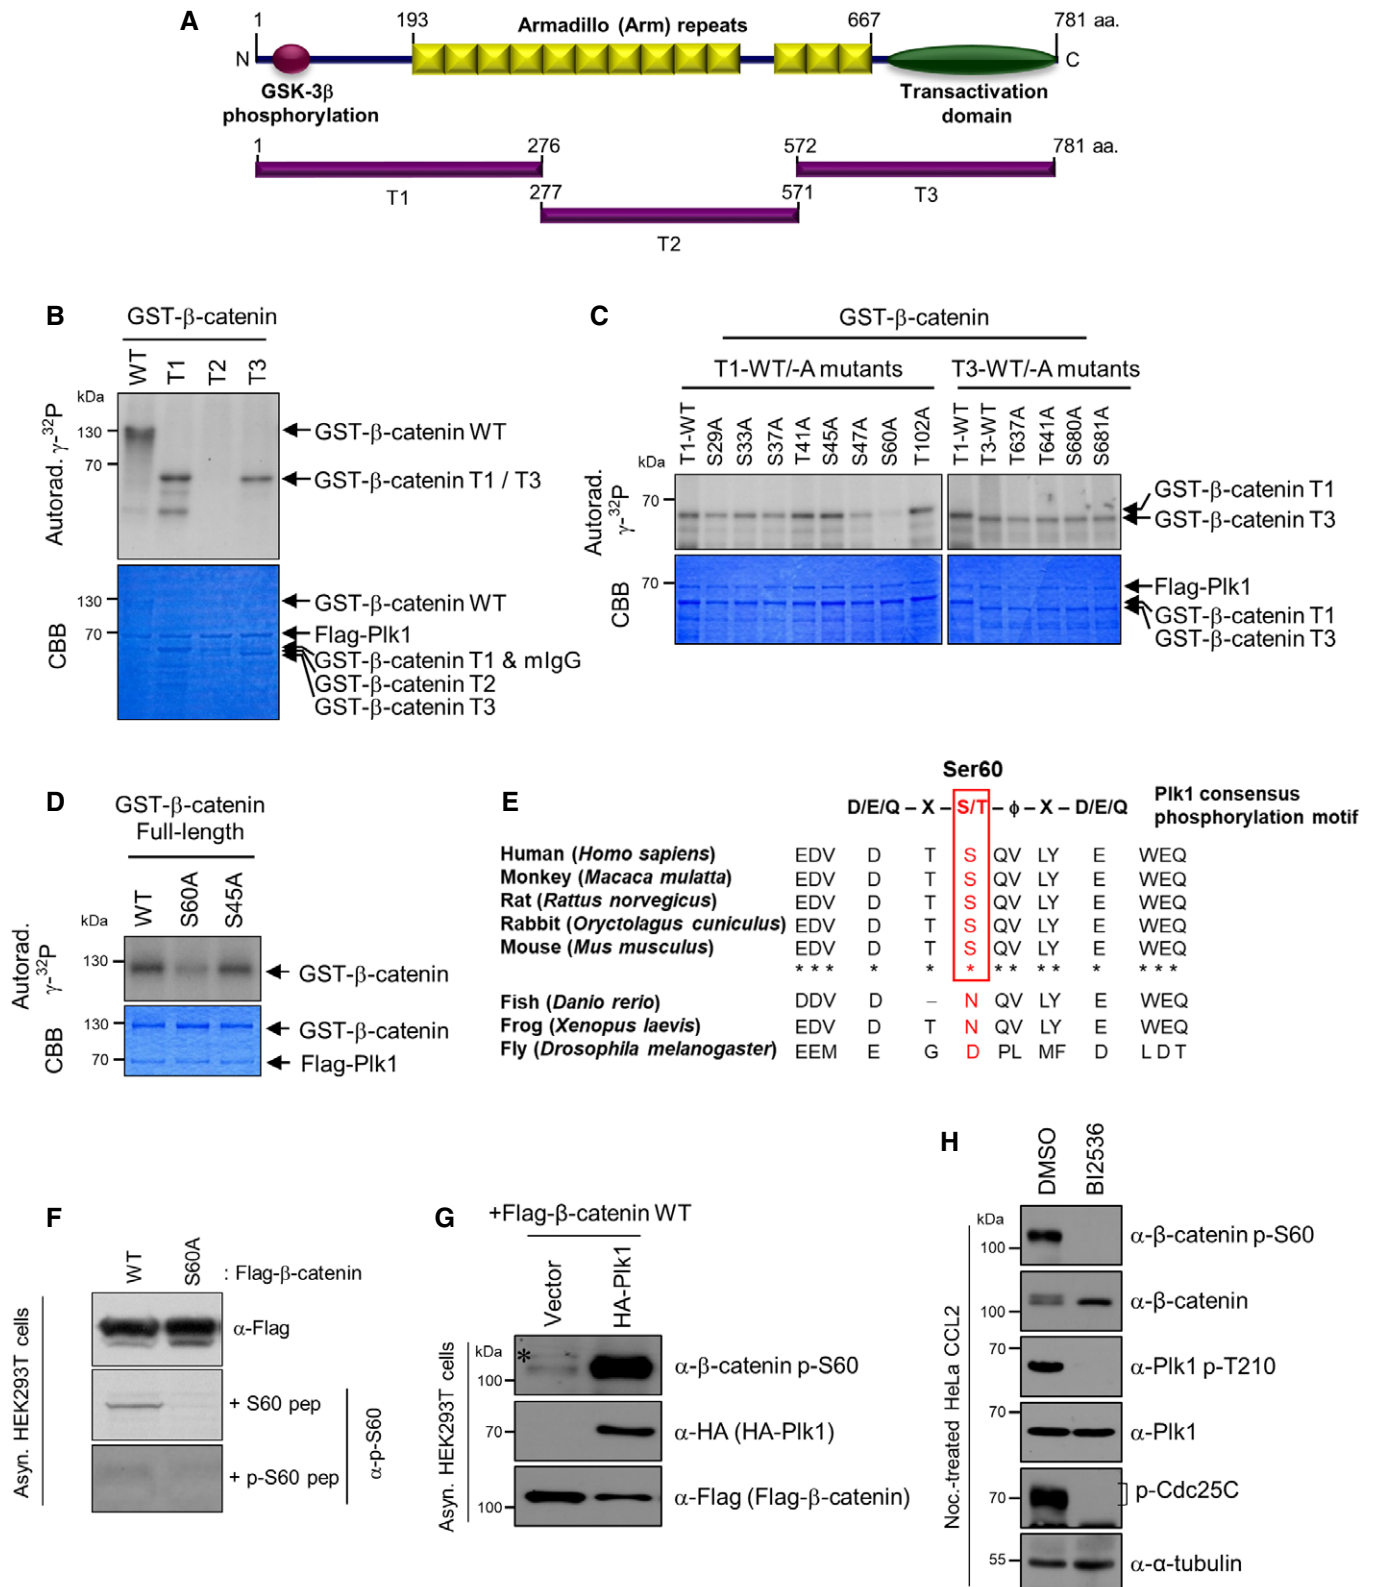 A
1 193 Armadillo (Arm) repeats 667 781 aa.
N C
GSK-3β phosphorylation
Transactivation domain
1 276 572 781 aa.
T1 277 571 T3
T2
B
GST-β-catenin
WT T1 T2 T3
kDa
Autorad. γ-³²P
130
70
GST-β-catenin WT
GST-β-catenin T1 / T3
CBB
130
70
GST-β-catenin WT
Flag-Plk1
GST-β-catenin T1 & mIgG
GST-β-catenin T2
GST-β-catenin T3
C
GST-β-catenin
T1-WT/-A mutants T3-WT/-A mutants
T1-WT S29A S33A S37A T41A S45A S47A S60A T102A
T1-WT T3-WT T637A T641A S680A S681A
kDa
Autorad. γ-³²P
70
GST-β-catenin T1
GST-β-catenin T3
CBB
70
Flag-Plk1
GST-β-catenin T1
GST-β-catenin T3
D
GST-β-catenin
Full-length
WT S60A S45A
kDa
Autorad. γ-³²P
130
GST-β-catenin
CBB
130
70
GST-β-catenin
Flag-Plk1
E
Ser60
D/E/Q – X – S/T – ϕ – X – D/E/Q Plk1 consensus phosphorylation motif
Human (Homo sapiens) EDV D T S QV LY E WEQ
Monkey (Macaca mulatta) EDV D T S QV LY E WEQ
Rat (Rattus norvegicus) EDV D T S QV LY E WEQ
Rabbit (Oryctolagus cuniculus) EDV D T S QV LY E WEQ
Mouse (Mus musculus) EDV D T S QV LY E WEQ
* * * * * * * * * * * * * *
Fish (Danio rerio) DDV D – N QV LY E WEQ
Frog (Xenopus laevis) EDV D T N QV LY E WEQ
Fly (Drosophila melanogaster) EEM E G D PL MF D L D T
F
WT S60A : Flag-β-catenin
Asyn. HEK293T cells
α-Flag
+ S60 pep
+ p-S60 pep
α-p-S60
G
+Flag-β-catenin WT
Vector HA-Plk1
Asyn. HEK293T cells
kDa
*
100
α-β-catenin p-S60
70
α-HA (HA-Plk1)
100
α-Flag (Flag-β-catenin)
H
DMSO BI2536
Noc.-treated HeLa CCL2
kDa
100
α-β-catenin p-S60
100
α-β-catenin
70
α-Plk1 p-T210
70
α-Plk1
70
p-Cdc25C
55
α-α-tubulin